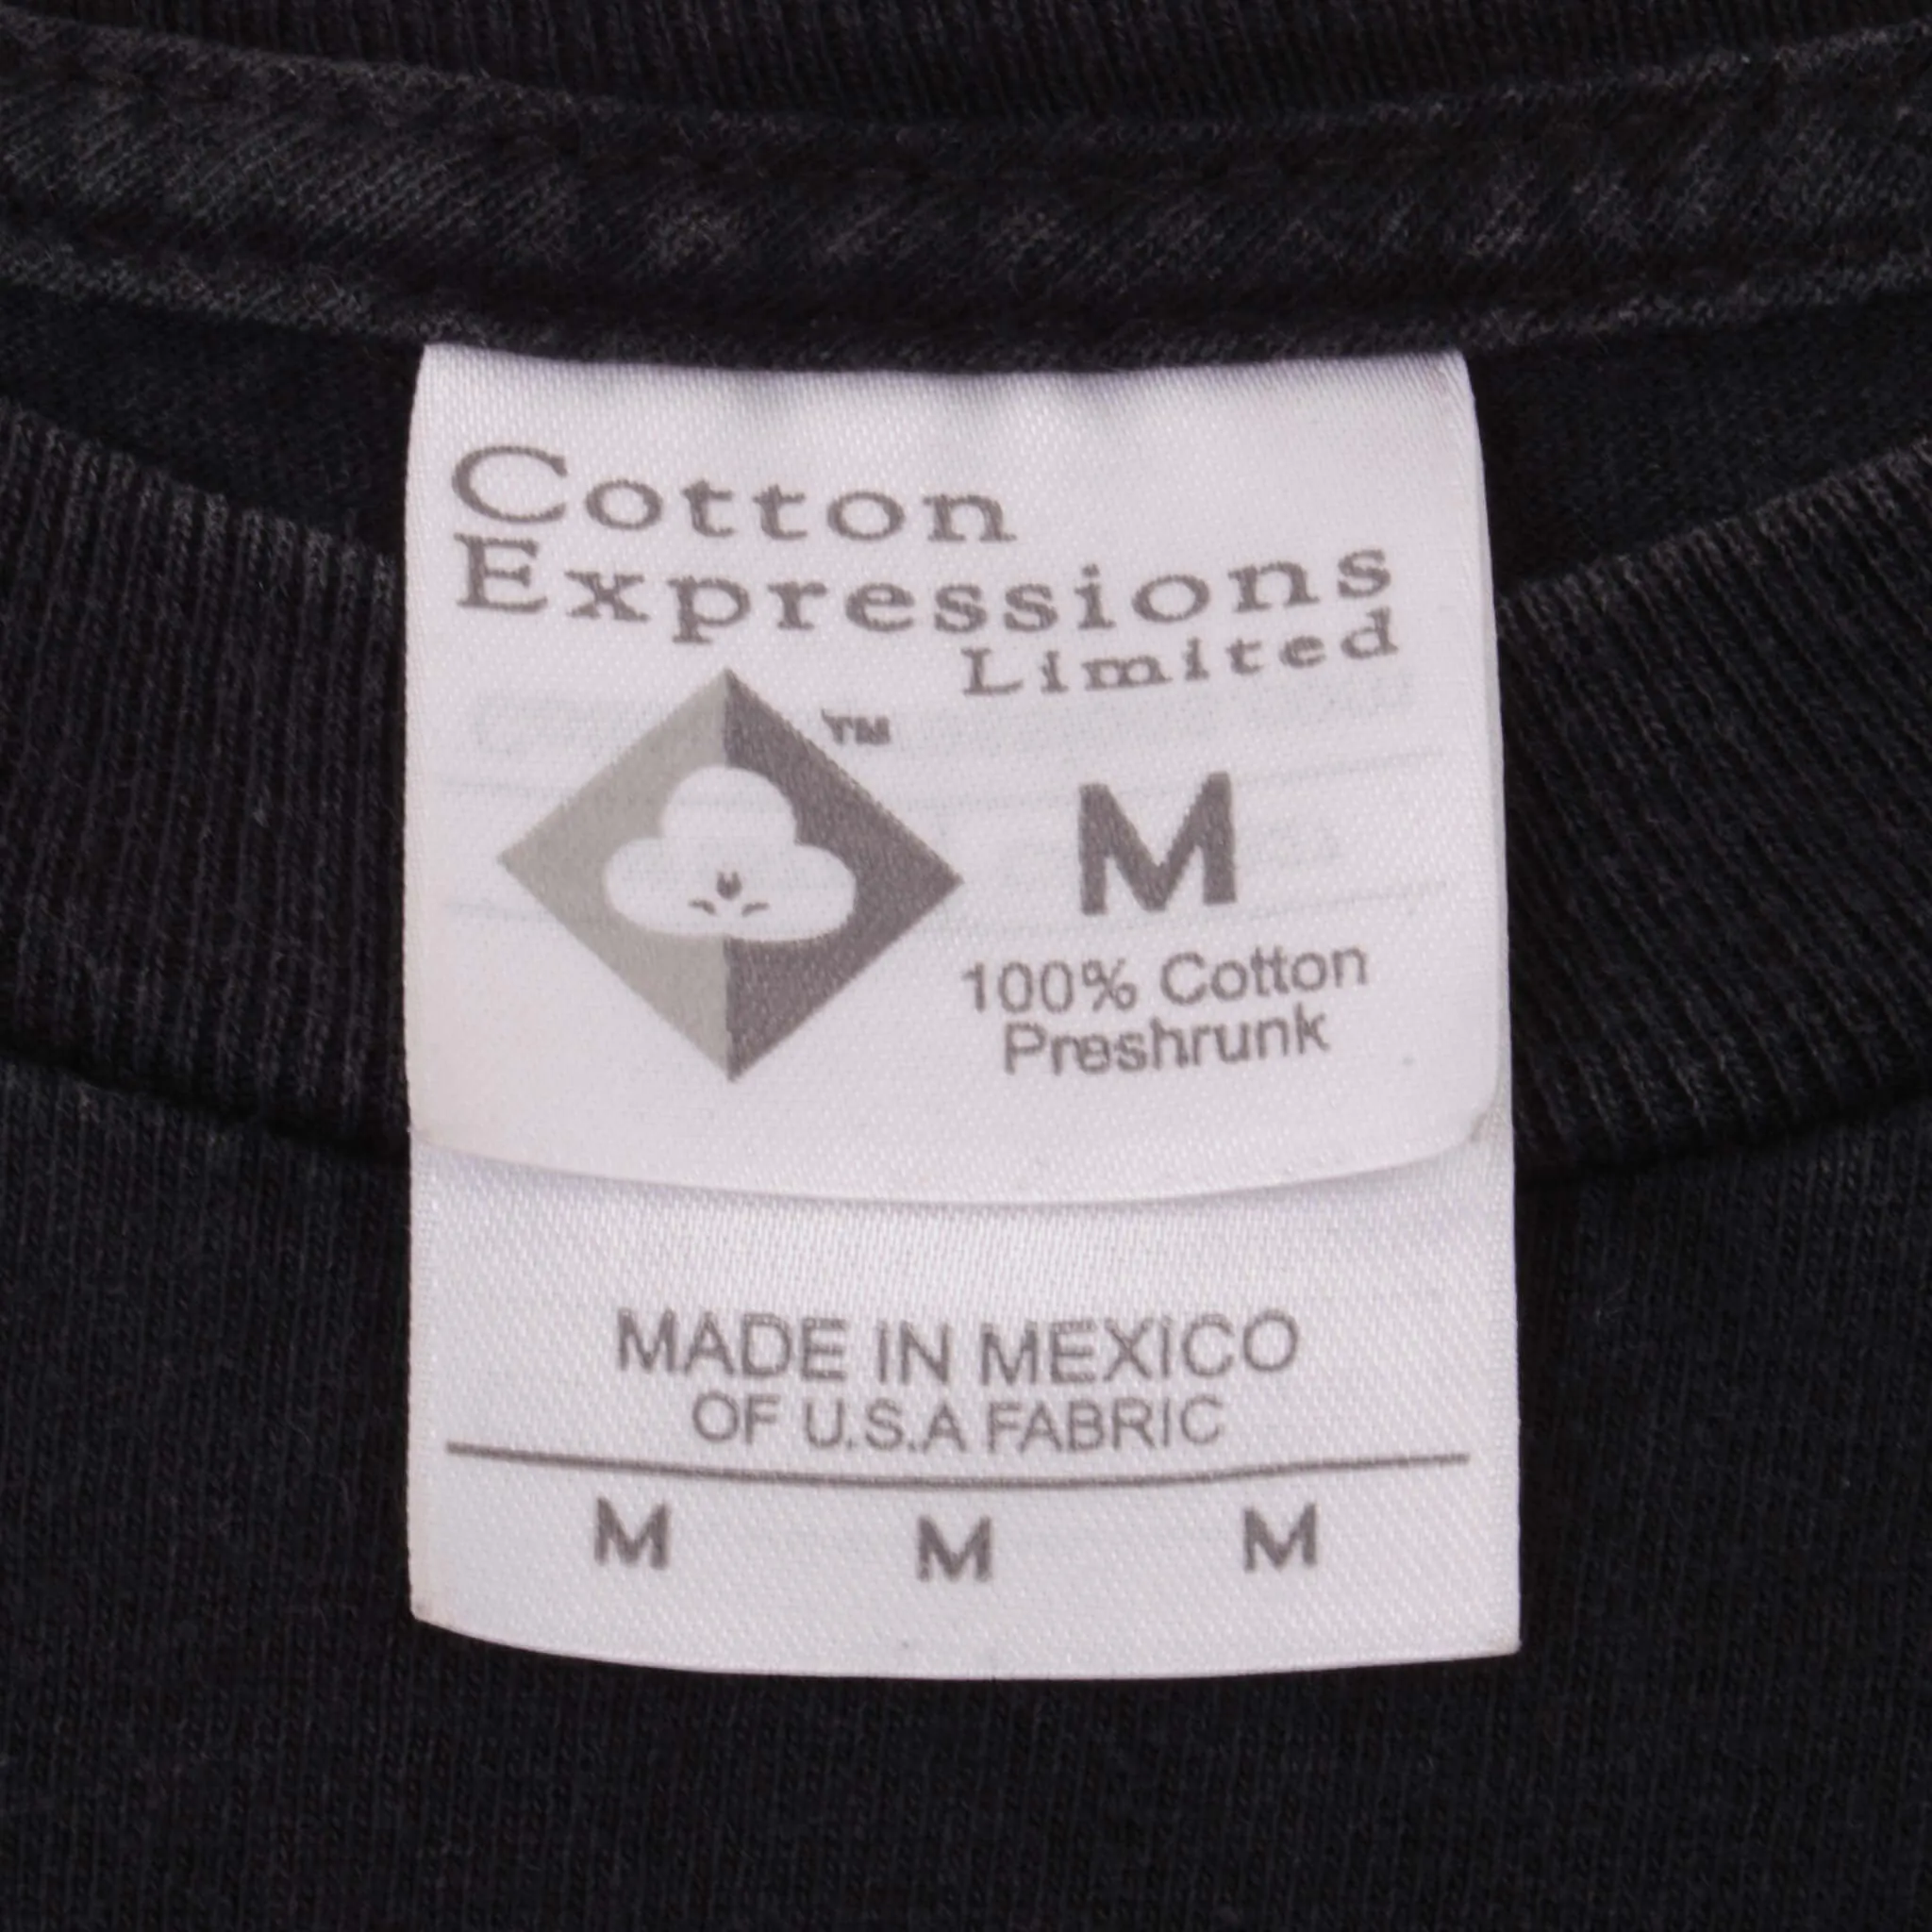 Cotton
Expressions
Limited
TM
M
100% Cotton
Preshrunk
MADE IN MEXICO
OF U.S.A FABRIC
M M M